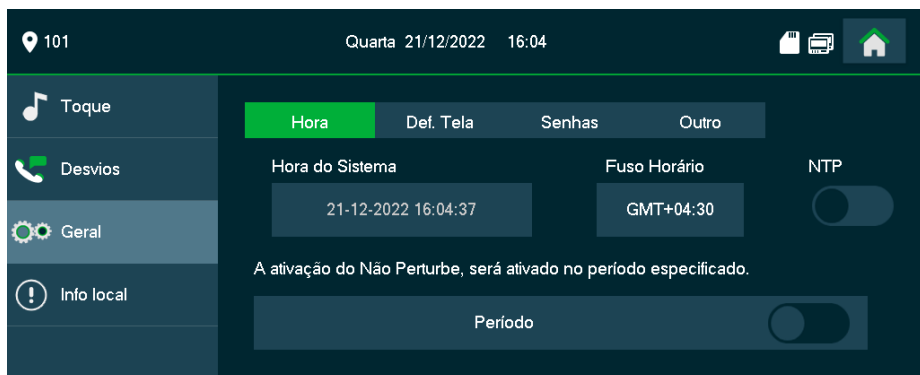 101
Quarta 21/12/2022 16:04
Toque
Desvios
Geral
Info local
Hora Def. Tela Senhas Outro
Hora do Sistema Fuso Horário NTP
21-12-2022 16:04:37 GMT+04:30
A ativação do Não Perturbe, será ativado no período especificado.
Período